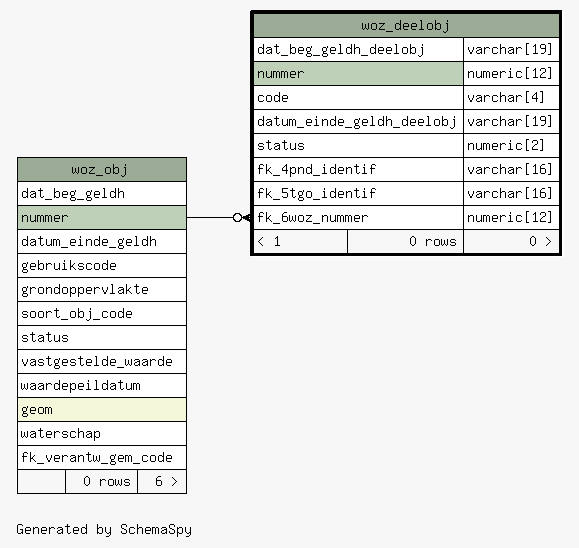 woz_deelobj
dat_beg_geldh_deelobj varchar[19]
nummer numeric[12]
code varchar[4]
datum_einde_geldh_deelobj varchar[19]
status numeric[2]
fk_4pnd_identif varchar[16]
fk_5tgo_identif varchar[16]
fk_6woz_nummer numeric[12]
< 1 0 rows 0 >
woz_obj
dat_beg_geldh
nummer
datum_einde_geldh
gebruikscode
grondoppervlakte
soort_obj_code
status
vastgestelde_waarde
waardepeildatum
geom
waterschap
fk_verantw_gem_code
0 rows 6 >
Generated by SchemaSpy